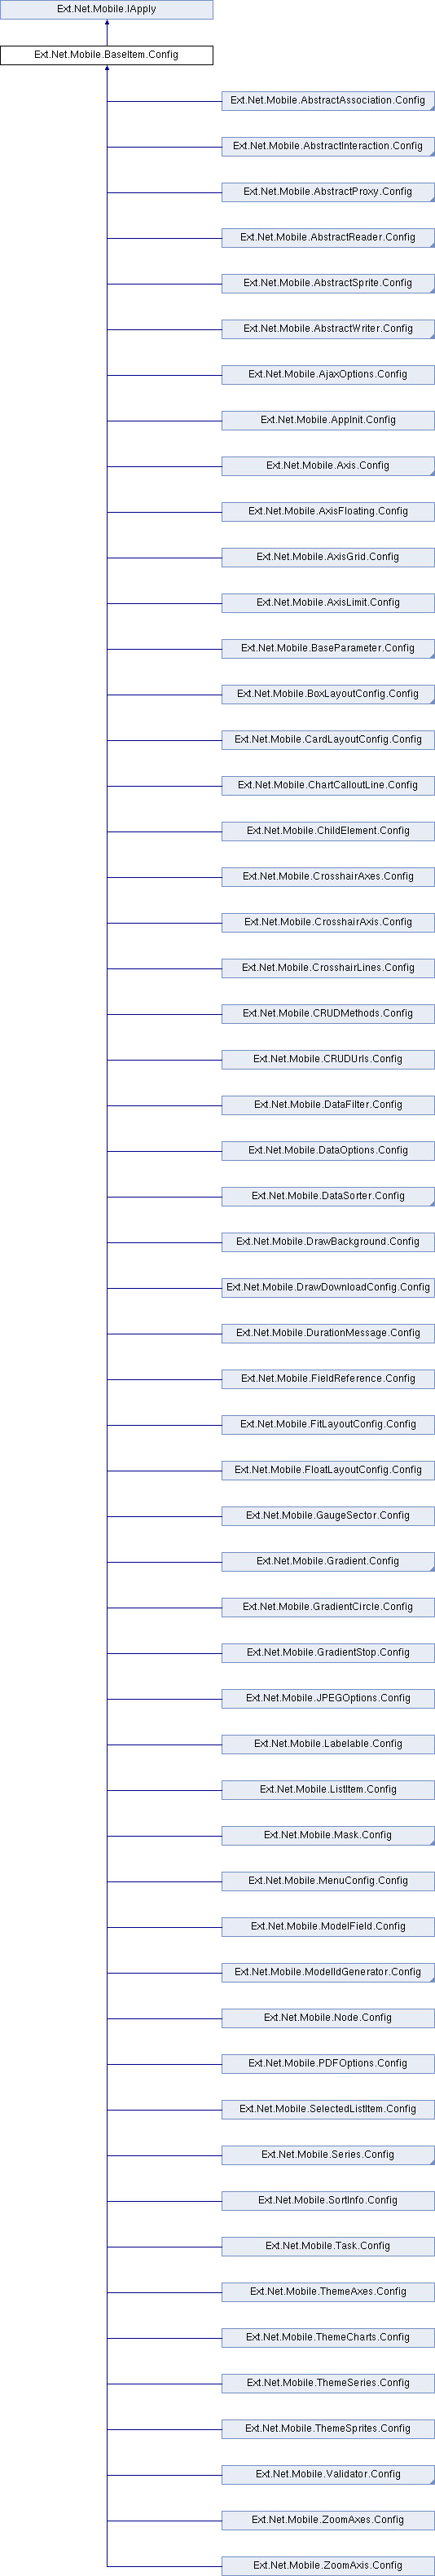 Ext.Net.Mobile.IApply
Ext.Net.Mobile.BaseItem.Config
Ext.Net.Mobile.AbstractAssociation.Config
Ext.Net.Mobile.AbstractInteraction.Config
Ext.Net.Mobile.AbstractProxy.Config
Ext.Net.Mobile.AbstractReader.Config
Ext.Net.Mobile.AbstractSprite.Config
Ext.Net.Mobile.AbstractWriter.Config
Ext.Net.Mobile.AjaxOptions.Config
Ext.Net.Mobile.AppInit.Config
Ext.Net.Mobile.Axis.Config
Ext.Net.Mobile.AxisFloating.Config
Ext.Net.Mobile.AxisGrid.Config
Ext.Net.Mobile.AxisLimit.Config
Ext.Net.Mobile.BaseParameter.Config
Ext.Net.Mobile.BoxLayoutConfig.Config
Ext.Net.Mobile.CardLayoutConfig.Config
Ext.Net.Mobile.ChartCalloutLine.Config
Ext.Net.Mobile.ChildElement.Config
Ext.Net.Mobile.CrosshairAxes.Config
Ext.Net.Mobile.CrosshairAxis.Config
Ext.Net.Mobile.CrosshairLines.Config
Ext.Net.Mobile.CRUDMethods.Config
Ext.Net.Mobile.CRUDUrls.Config
Ext.Net.Mobile.DataFilter.Config
Ext.Net.Mobile.DataOptions.Config
Ext.Net.Mobile.DataSorter.Config
Ext.Net.Mobile.DrawBackground.Config
Ext.Net.Mobile.DrawDownloadConfig.Config
Ext.Net.Mobile.DurationMessage.Config
Ext.Net.Mobile.FieldReference.Config
Ext.Net.Mobile.FitLayoutConfig.Config
Ext.Net.Mobile.FloatLayoutConfig.Config
Ext.Net.Mobile.GaugeSector.Config
Ext.Net.Mobile.Gradient.Config
Ext.Net.Mobile.GradientCircle.Config
Ext.Net.Mobile.GradientStop.Config
Ext.Net.Mobile.JPEGOptions.Config
Ext.Net.Mobile.Labelable.Config
Ext.Net.Mobile.ListItem.Config
Ext.Net.Mobile.Mask.Config
Ext.Net.Mobile.MenuConfig.Config
Ext.Net.Mobile.ModelField.Config
Ext.Net.Mobile.ModelIdGenerator.Config
Ext.Net.Mobile.Node.Config
Ext.Net.Mobile.PDFOptions.Config
Ext.Net.Mobile.SelectedListItem.Config
Ext.Net.Mobile.Series.Config
Ext.Net.Mobile.SortInfo.Config
Ext.Net.Mobile.Task.Config
Ext.Net.Mobile.ThemeAxes.Config
Ext.Net.Mobile.ThemeCharts.Config
Ext.Net.Mobile.ThemeSeries.Config
Ext.Net.Mobile.ThemeSprites.Config
Ext.Net.Mobile.Validator.Config
Ext.Net.Mobile.ZoomAxes.Config
Ext.Net.Mobile.ZoomAxis.Config